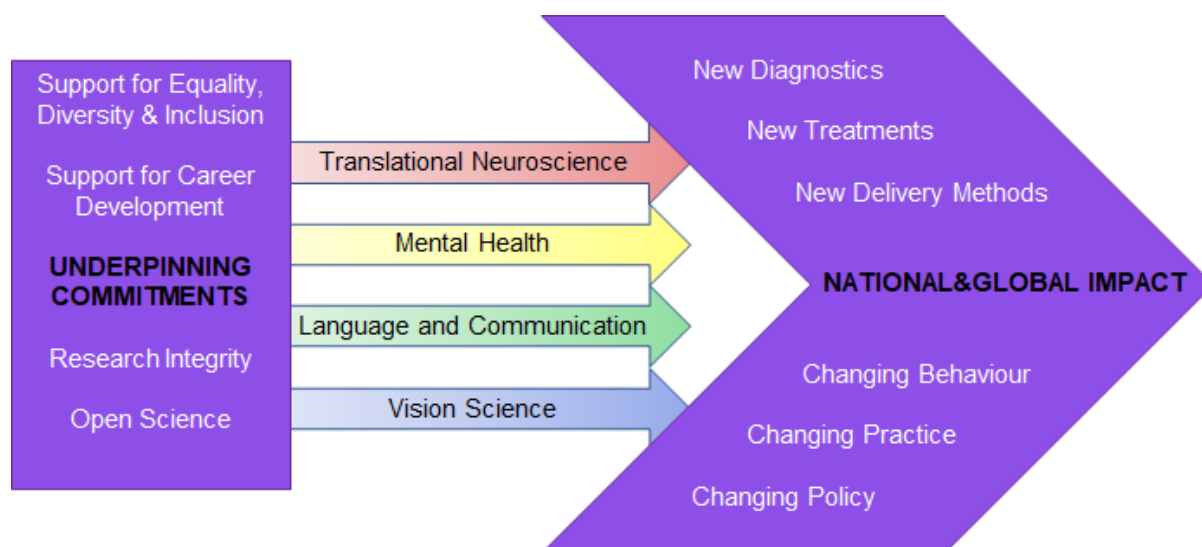 Support for Equality,
Diversity & Inclusion
Support for Career
Development
UNDERPINNING
COMMITMENTS
Research Integrity
Open Science
Translational Neuroscience
Mental Health
Language and Communication
Vision Science
New Diagnostics
New Treatments
New Delivery Methods
NATIONAL&GLOBAL IMPACT
Changing Behaviour
Changing Practice
Changing Policy